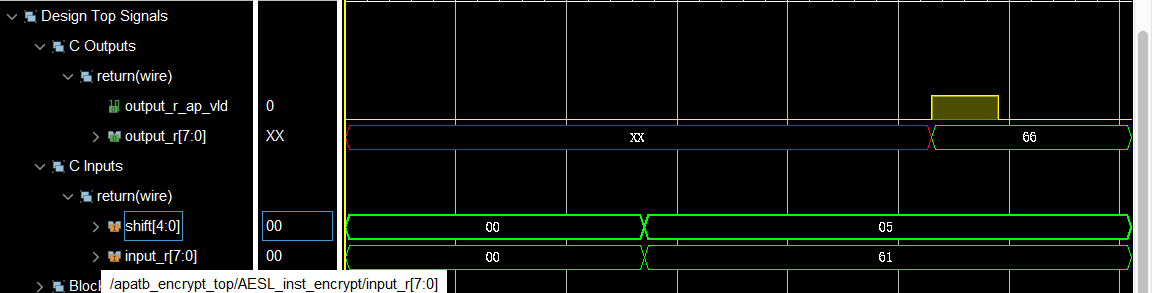 Design Top Signals
C Outputs
return(wire)
output_r_ap_vld 0
output_r[7:0] XX XX 66
C Inputs
return(wire)
shift[4:0] 00 00 05
input_r[7:0] 00 00 61
Bloc /apatb_encrypt_top/AESL_inst_encrypt/input_r[7:0]